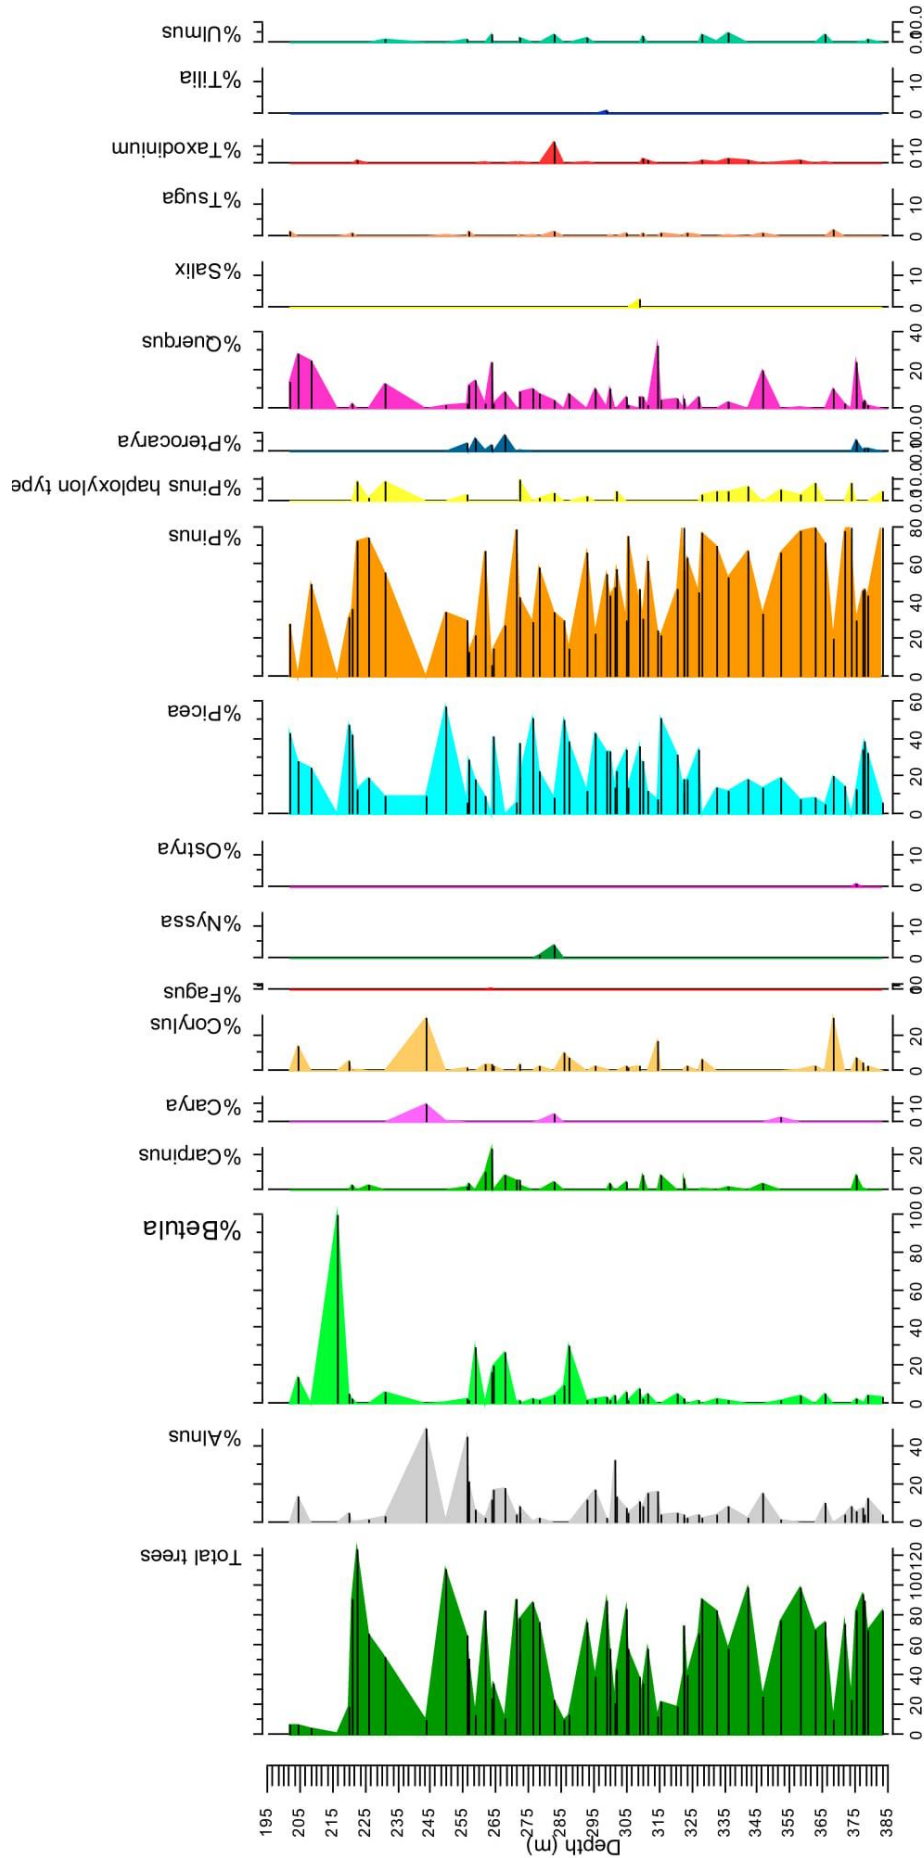 %Ulmus
%Tilia
0 10
%Taxodinium
0 10
%Tsuga
0 10
%Salix
0 10
%Querqus
0 20 40
%Pterocarya
%Pinus haploxylon type
%Pinus
0 20 40 60 80
%Picea
0 20 40 60
%Ostrya
0 10
%Nyssa
0 10
%Fagus
%Corylus
0 20
%Carya
0 10
%Carpinus
0 20
%Betula
0 20 40 60 80 100
%Alnus
0 20 40
Total trees
0 20 40 60 80 100 120
195 205 215 225 235 245 255 265 275 285 295 305 315 325 335 345 355 365 375 385
Depth (m)